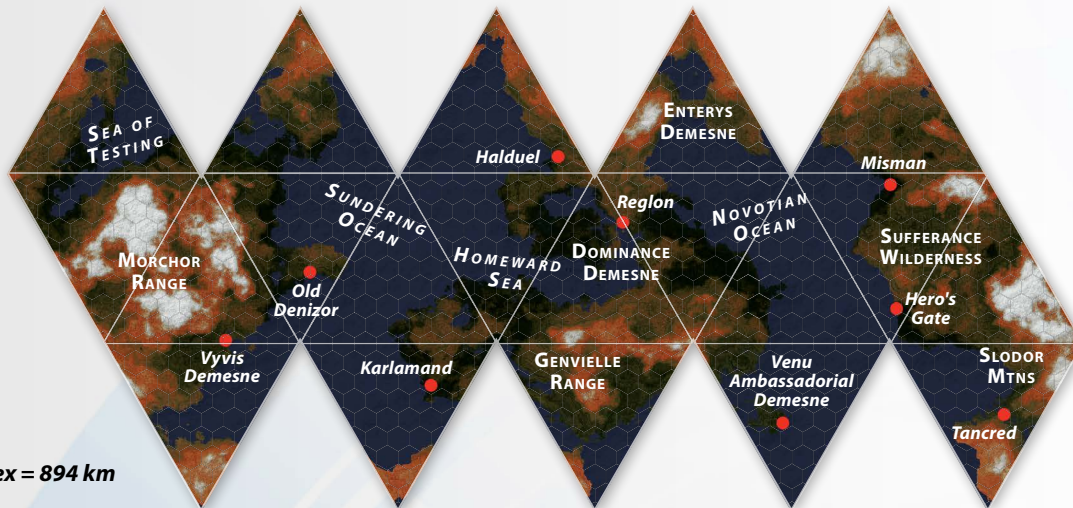 SEA OF
TESTING
Halduel
ENTERYS
DEMESNE
Misman
SUNDERING
OCEAN
Reglon
NOVOTIAN
OCEAN
MORCHOR
RANGE
HOMEWARD
SEA
DOMINANCE
DEMESNE
SUFFERANCE
WILDERNESS
Old
Denizor
Hero's
Gate
Vyvis
Demesne
Karlamand
GENVIELLE
RANGE
Venu
Ambassadorial
Demesne
SLODOR
MTNS
Tancred
ex = 894 km